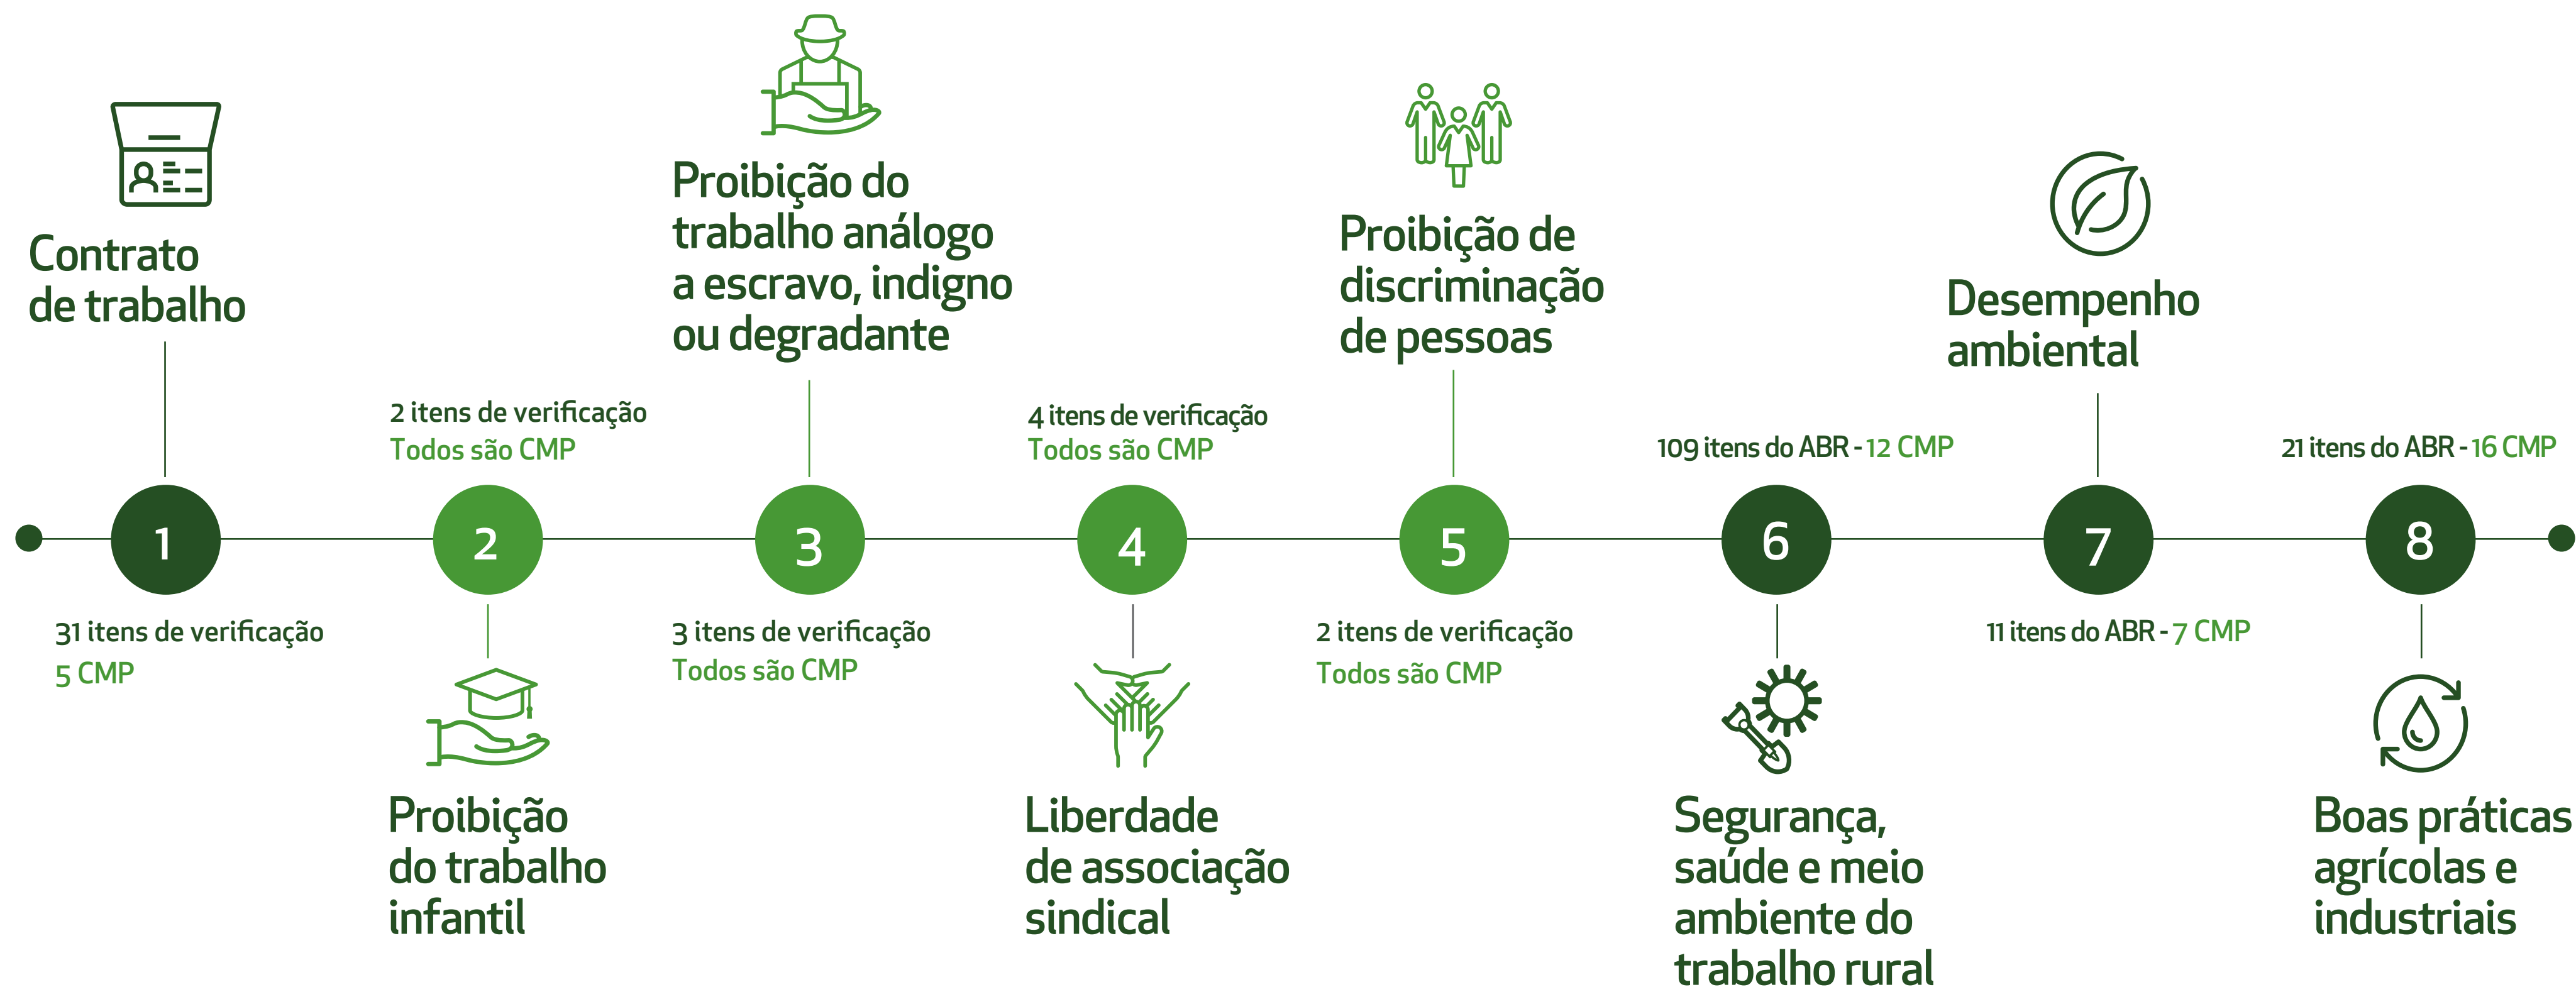 Contrato
de trabalho
1
31 itens de verificação
5 CMP
2 itens de verificação
Todos são CMP
2
Proibição
do trabalho
infantil
Proibição do
trabalho análogo
a escravo, indigno
ou degradante
3
3 itens de verificação
Todos são CMP
4 itens de verificação
Todos são CMP
4
Liberdade
de associação
sindical
Proibição de
discriminação
de pessoas
5
2 itens de verificação
Todos são CMP
109 itens do ABR - 12 CMP
6
Segurança,
saúde e meio
ambiente do
trabalho rural
Desempenho
ambiental
7
11 itens do ABR - 7 CMP
21 itens do ABR - 16 CMP
8
Boas práticas
agrícolas e
industriais